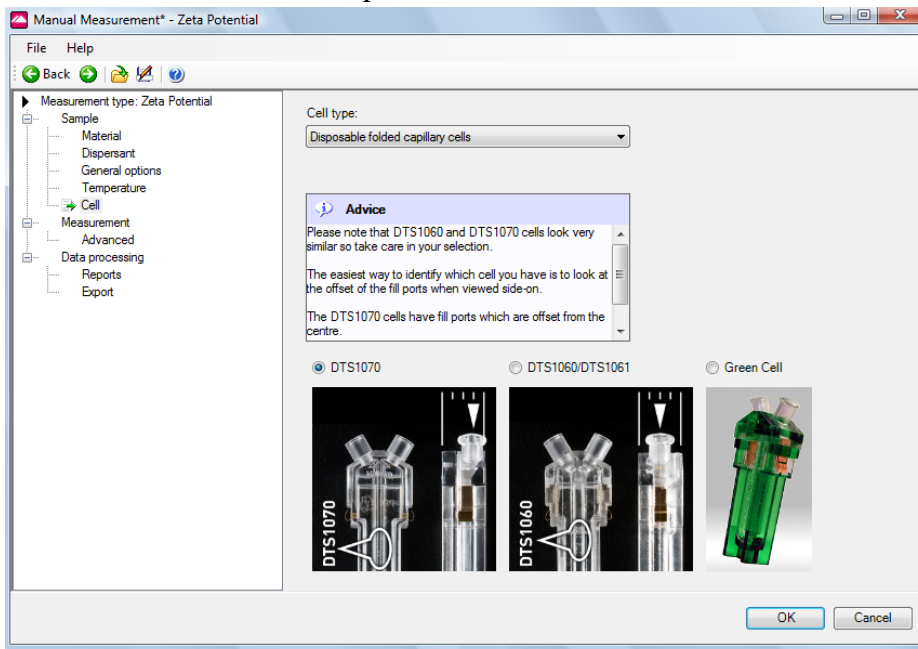 Manual Measurement* - Zeta Potential
File Help
Back
Measurement type: Zeta Potential
Sample
Material
Dispersant
General options
Temperature
Cell
Measurement
Advanced
Data processing
Reports
Export
Cell type:
Disposable folded capillary cells
Advice
Please note that DTS1060 and DTS1070 cells look very
similar so take care in your selection.
The easiest way to identify which cell you have is to look at
the offset of the fill ports when viewed side-on.
The DTS1070 cells have fill ports which are offset from the
centre.
DTS1070 DTS1060/DTS1061 Green Cell
DTS1070
DTS1060
OK Cancel